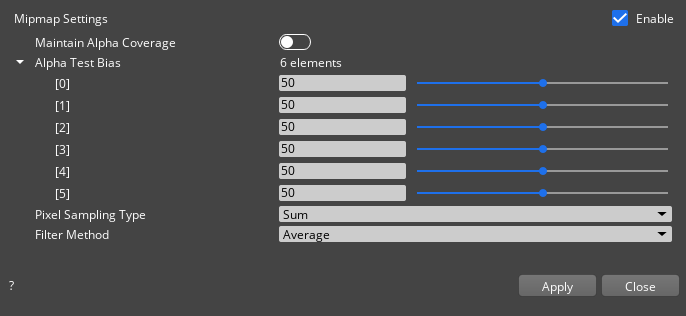 Mipmap Settings Enable
Maintain Alpha Coverage
Alpha Test Bias 6 elements
[0] 50
[1] 50
[2] 50
[3] 50
[4] 50
[5] 50
Pixel Sampling Type Sum
Filter Method Average
? Apply Close